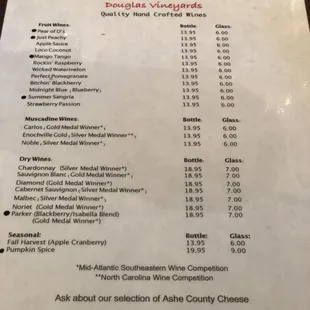 Douglas Vineyards
Quality Hand Crafted Wines
Fruit Wines: Bottle: Glass:
Pear of D's 13.95 6.00
Just Peachy 13.95 6.00
Apple Sauce 13.95 6.00
Loco Coconut 13.95 6.00
Mango Tango 13.95 6.00
Rockin' Raspberry 13.95 6.00
Wicked Watermelon 13.95 6.00
Perfect Pomegranate 13.95 6.00
Bitchin' Blackberry 13.95 6.00
Midnight Blue (Blueberry) 13.95 6.00
Summer Sangria 13.95 6.00
Strawberry Passion 13.95 6.00
Muscadine Wines: Bottle: Glass:
Carlos (Gold Medal Winner*) 13.95 6.00
Enochville Gold (Silver Medal Winner**) 13.95 6.00
Noble (Silver Medal Winner*) 13.95 6.00
Dry Wines: Bottle: Glass:
Chardonnay (Silver Medal Winner*) 18.95 7.00
Sauvignon Blanc (Gold Medal Winner*) 18.95 7.00
Diamond (Gold Medal Winner*) 18.95 7.00
Cabernet Sauvignon (Silver Medal Winner*) 18.95 7.00
Malbec (Silver Medal Winner*) 18.95 7.00
Noriet (Gold Medal Winner*) 18.95 7.00
Parker (Blackberry/Isabella Blend) 18.95 7.00
(Gold Medal Winner*)
Seasonal: Bottle: Glass:
Fall Harvest (Apple Cranberry) 13.95 6.00
Pumpkin Spice 19.95 9.00
*Mid-Atlantic Southeastern Wine Competition
**North Carolina Wine Competition
Ask about our selection of Ashe County Cheese